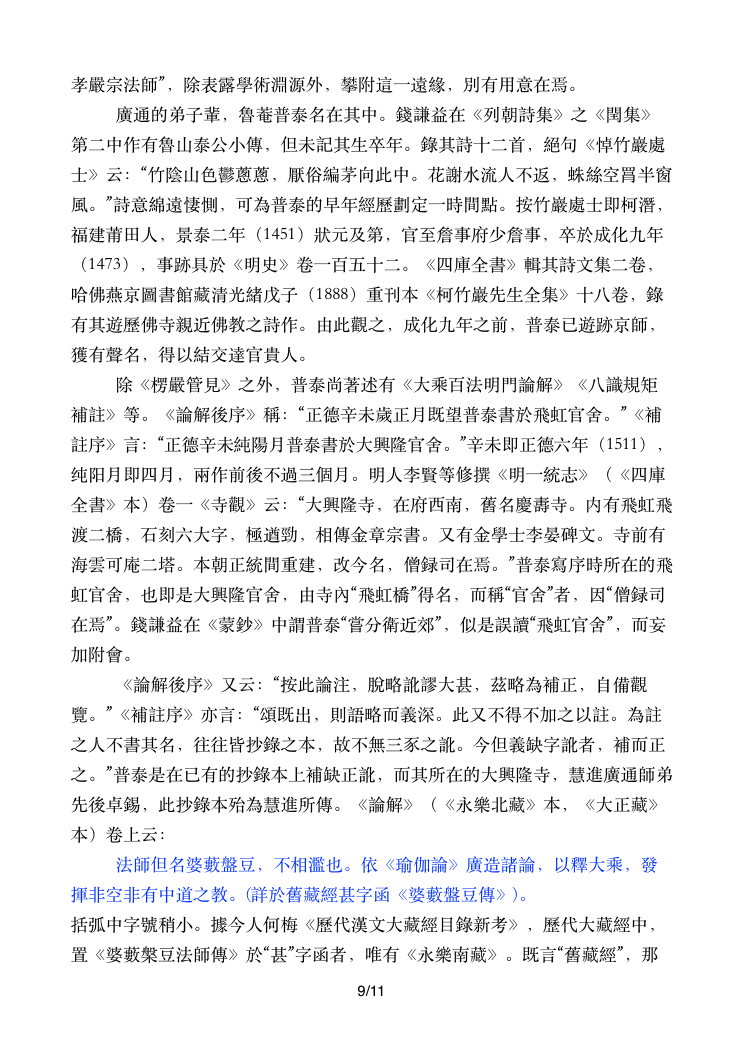 孝嚴宗法師”，除表露學術淵源外，攀附這一遠緣，別有用意在焉。
廣通的弟子輩，魯菴普泰名在其中。錢謙益在《列朝詩集》之《閏集》
第二中作有魯山泰公小傳，但未記其生卒年。錄其詩十二首，絕句《悼竹巖處
士》云：“竹陰山色鬱蔥蔥，厭俗編茅向此中。花謝水流人不返，蛛絲空罥半窗
風。”詩意綿遠悽惻，可為普泰的早年經歷劃定一時間點。按竹巖處士即柯潛，
福建莆田人，景泰二年（1451）狀元及第，官至詹事府少詹事，卒於成化九年
（1473），事跡具於《明史》卷一百五十二。《四庫全書》輯其詩文集二卷，
哈佛燕京圖書館藏清光緒戊子（1888）重刊本《柯竹巖先生全集》十八卷，錄
有其遊歷佛寺親近佛教之詩作。由此觀之，成化九年之前，普泰已遊跡京師，
獲有聲名，得以結交達官貴人。
除《楞嚴管見》之外，普泰尚著述有《大乘百法明門論解》《八識規矩
補註》等。《論解後序》稱：“正德辛未歲正月既望普泰書於飛虹官舍。”《補
註序》言：“正德辛未純陽月普泰書於大興隆官舍。”辛未即正德六年（1511），
纯阳月即四月，兩作前後不過三個月。明人李賢等修撰《明一統志》（《四庫
全書》本）卷一《寺觀》云：“大興隆寺，在府西南，舊名慶壽寺。内有飛虹飛
渡二橋，石刻六大字，極遒勁，相傳金章宗書。又有金學士李晏碑文。寺前有
海雲可庵二塔。本朝正統間重建，改今名，僧録司在焉。”普泰寫序時所在的飛
虹官舍，也即是大興隆官舍，由寺內“飛虹橋”得名，而稱“官舍”者，因“僧録司
在焉”。錢謙益在《蒙鈔》中謂普泰“嘗分衛近郊”，似是誤讀“飛虹官舍”，而妄
加附會。
《論解後序》又云：“按此論注，脫略訛謬大甚，茲略為補正，自備觀
覽。”《補註序》亦言：“頌既出，則語略而義深。此又不得不加之以註。為註
之人不書其名，往往皆抄錄之本，故不無三豕之訛。今但義缺字訛者，補而正
之。”普泰是在已有的抄錄本上補缺正訛，而其所在的大興隆寺，慧進廣通師弟
先後卓錫，此抄錄本殆為慧進所傳。《論解》（《永樂北藏》本，《大正藏》
本）卷上云：
法師但名婆藪盤豆，不相濫也。依《瑜伽論》廣造諸論，以釋大乘，發
揮非空非有中道之教。(詳於舊藏經甚字函《婆藪盤豆傳》)。
括弧中字號稍小。據今人何梅《歷代漢文大藏經目錄新考》，歷代大藏經中，
置《婆藪槃豆法師傳》於“甚”字函者，唯有《永樂南藏》。既言“舊藏經”，那
9/11